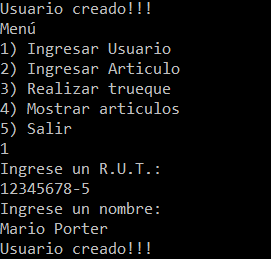 Usuario creado!!!
Menú
1) Ingresar Usuario
2) Ingresar Articulo
3) Realizar trueque
4) Mostrar articulos
5) Salir
1
Ingrese un R.U.T.:
12345678-5
Ingrese un nombre:
Mario Porter
Usuario creado!!!